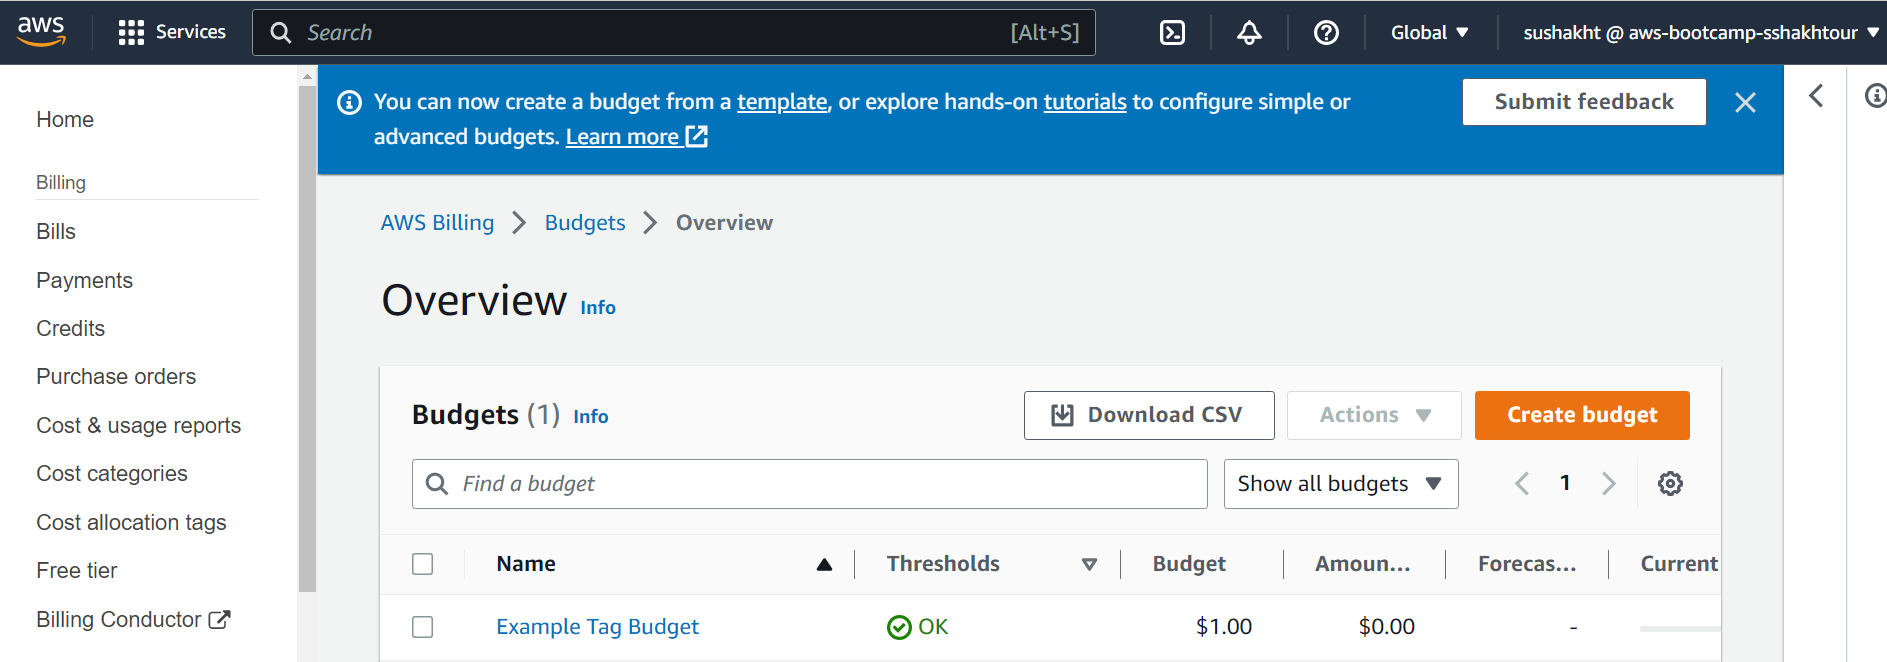 aws
Services
Search [Alt+S]
Global
sushakht @ aws-bootcamp-sshakhtour
Home
Billing
Bills
Payments
Credits
Purchase orders
Cost & usage reports
Cost categories
Cost allocation tags
Free tier
Billing Conductor
You can now create a budget from a template, or explore hands-on tutorials to configure simple or
advanced budgets. Learn more
Submit feedback
AWS Billing Budgets Overview
Overview Info
Budgets (1) Info
Download CSV
Actions
Create budget
Find a budget
Show all budgets
1
Name Thresholds Budget Amoun... Forecas... Current
Example Tag Budget OK $1.00 $0.00 -